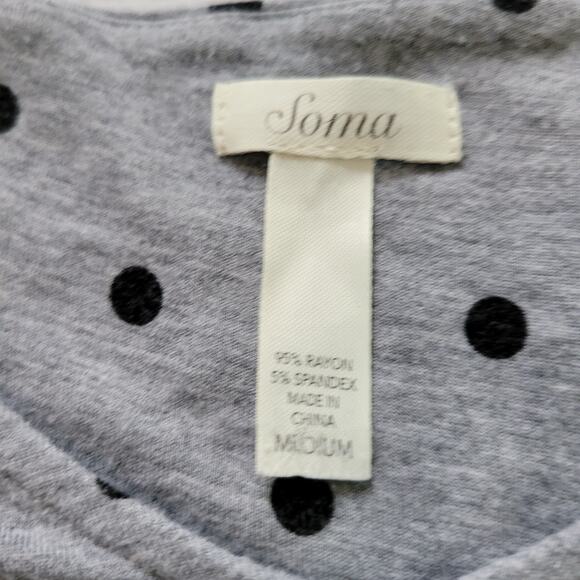 Soma
95% RAYON
5% SPANDEX
MADE IN
CHINA
MEDIUM